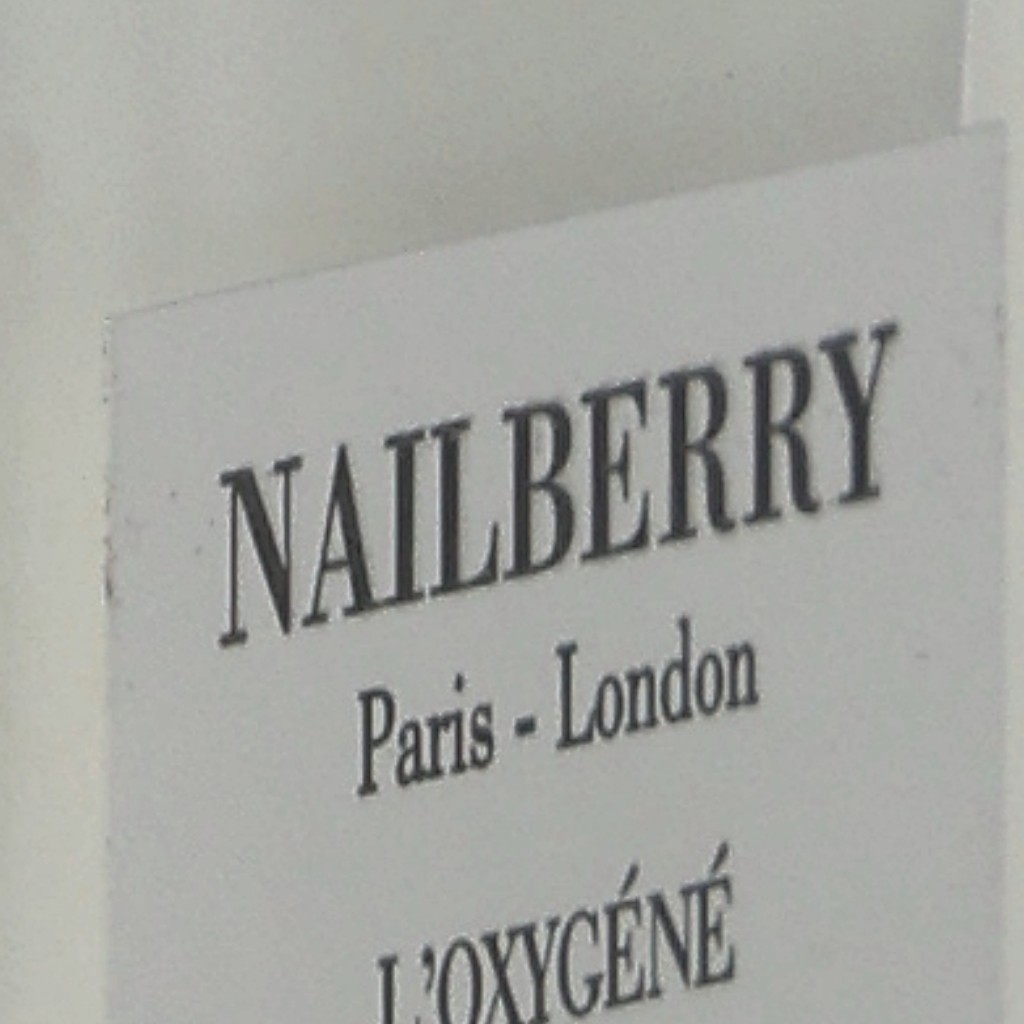 NAILBERRY
Paris - London
L'OXYGÉNÉ